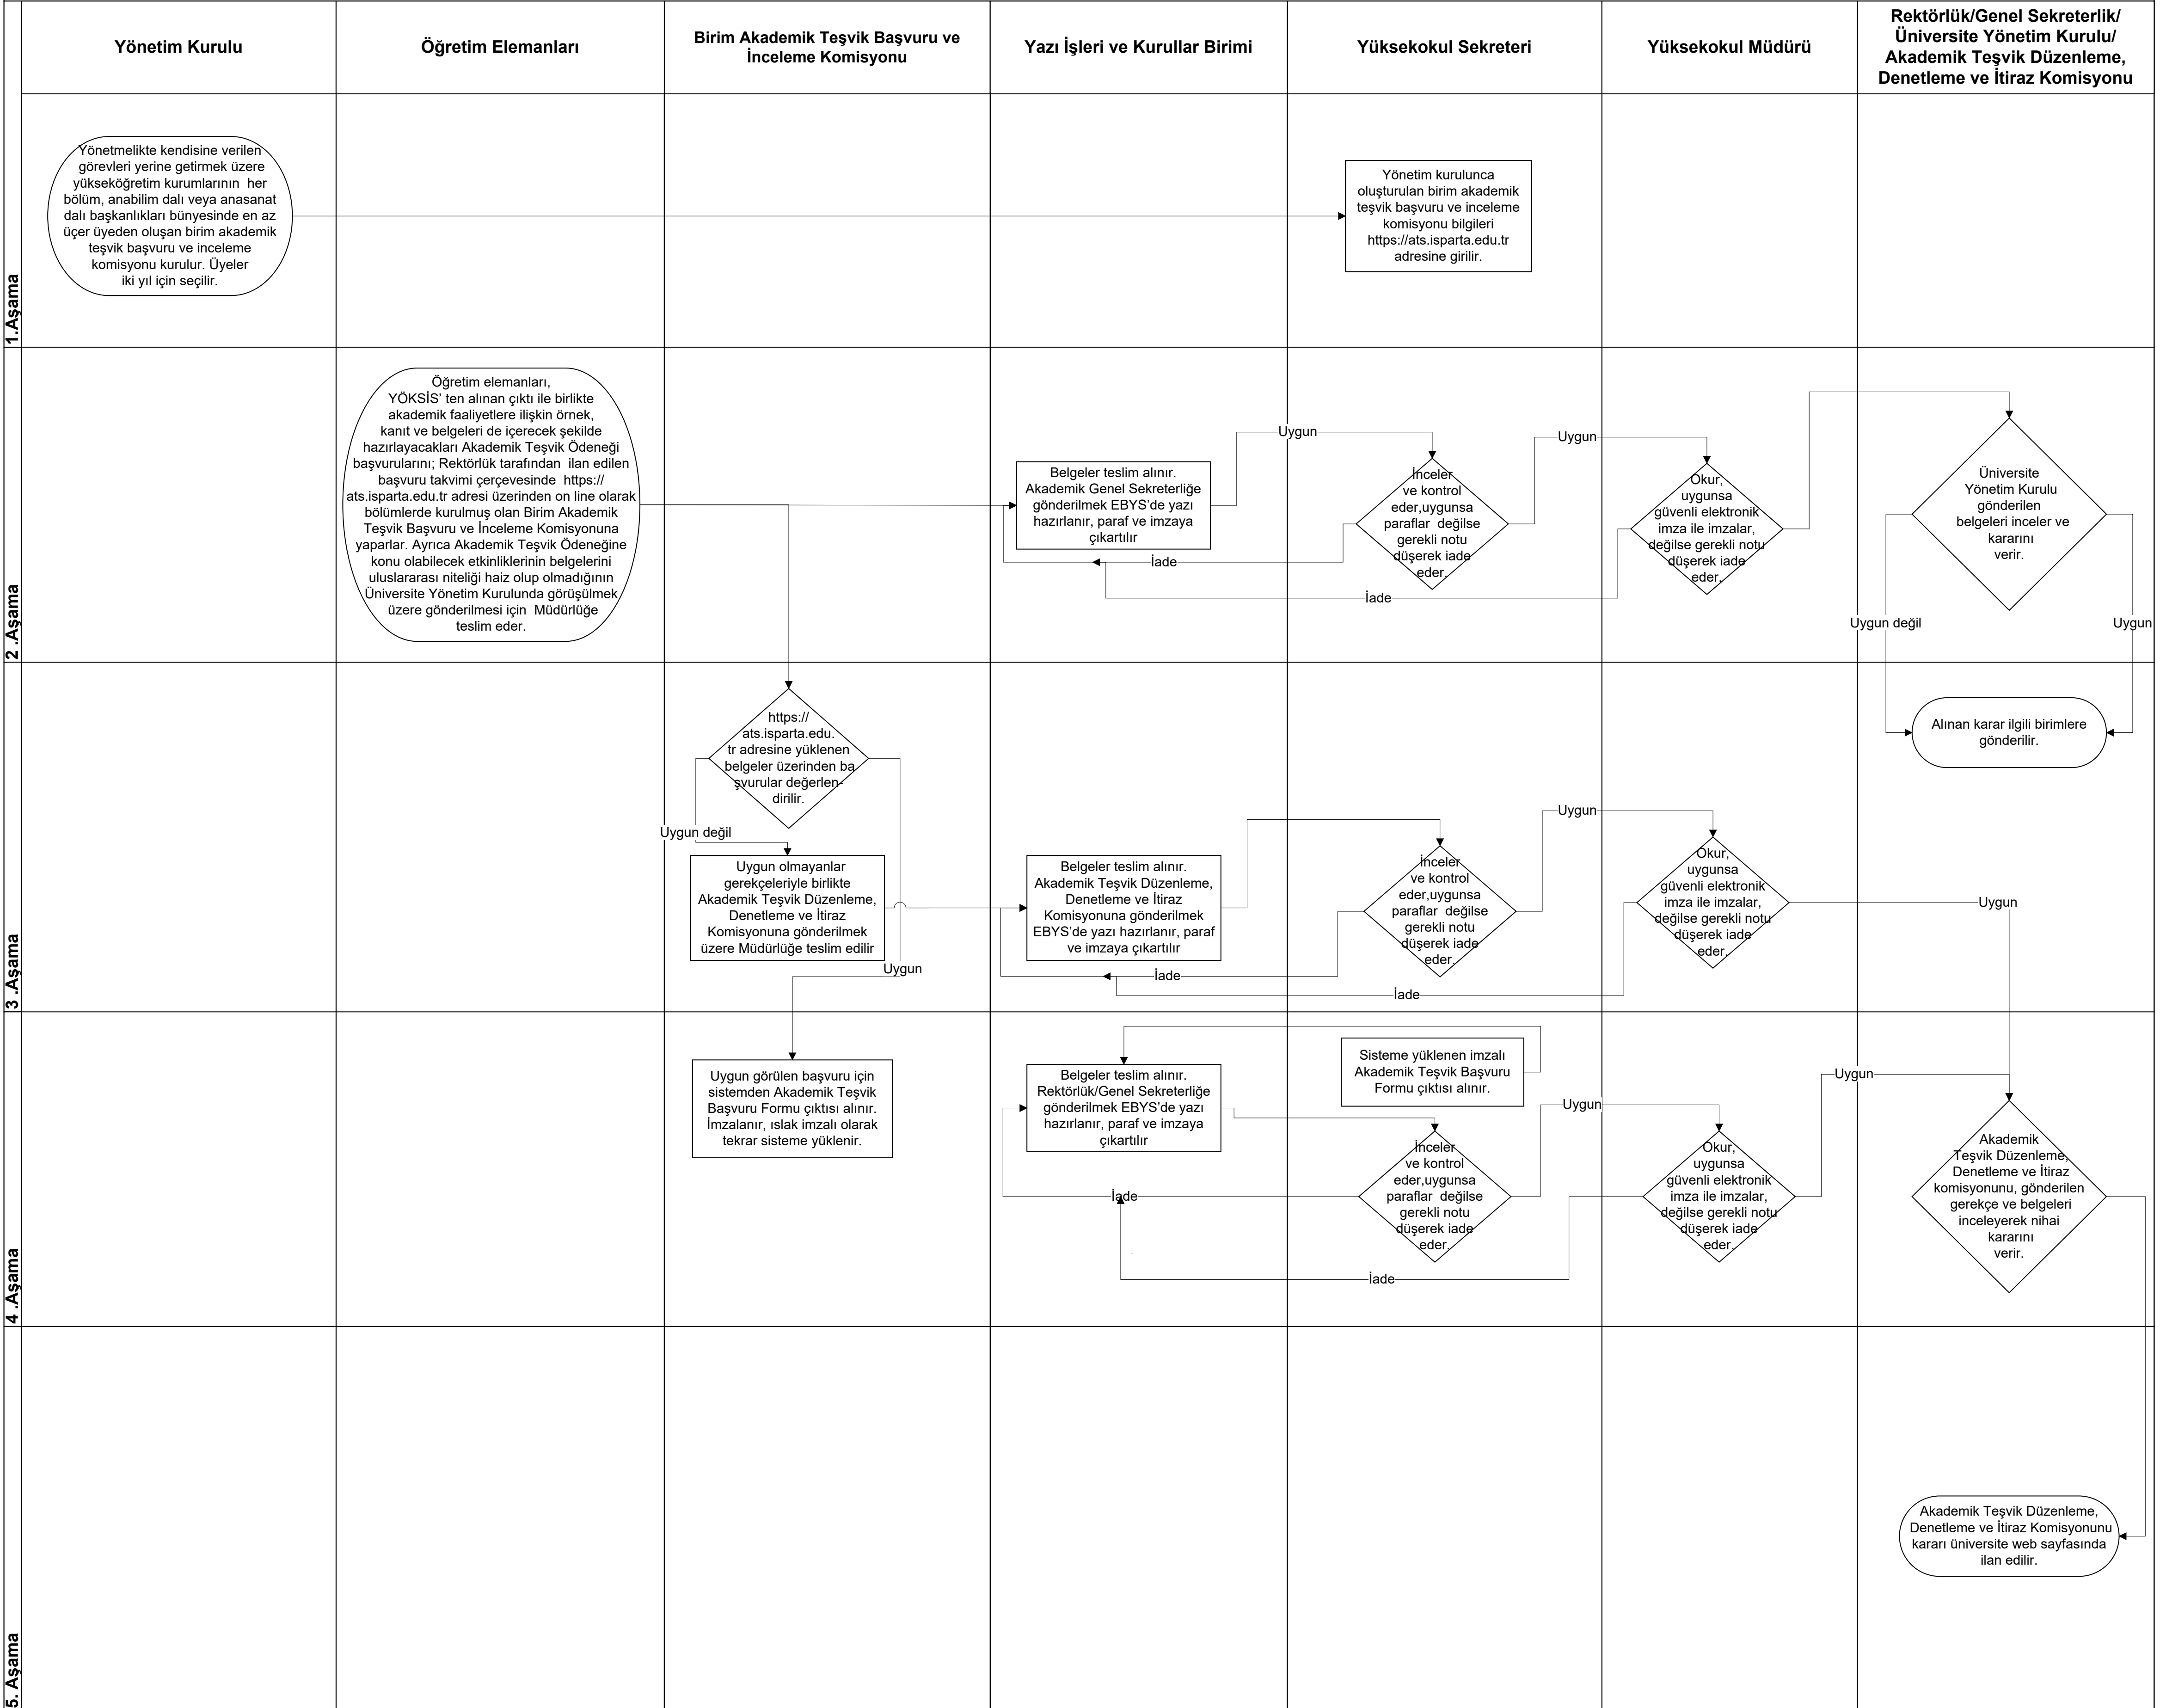 Yönetim Kurulu
Öğretim Elemanları
Birim Akademik Teşvik Başvuru ve
İnceleme Komisyonu
Yazı İşleri ve Kurullar Birimi
Yüksekokul Sekreteri
Yüksekokul Müdürü
Rektörlük/Genel Sekreterlik/
Üniversite Yönetim Kurulu/
Akademik Teşvik Düzenleme,
Denetleme ve İtiraz Komisyonu
1.Aşama
Yönetmelikte kendisine verilen
görevleri yerine getirmek üzere
yükseköğretim kurumlarının  her
bölüm, anabilim dalı veya anasanat
dalı başkanlıkları bünyesinde en az
üçer üyeden oluşan birim akademik
teşvik başvuru ve inceleme
komisyonu kurulur. Üyeler
iki yıl için seçilir.
Yönetim kurulunca
oluşturulan birim akademik
teşvik başvuru ve inceleme
komisyonu bilgileri
https://ats.isparta.edu.tr
adresine girilir.
2 .Aşama
Öğretim elemanları,
YÖKSİS’ ten alınan çıktı ile birlikte
akademik faaliyetlere ilişkin örnek,
kanıt ve belgeleri de içerecek şekilde
hazırlayacakları Akademik Teşvik Ödeneği
başvurularını; Rektörlük tarafından  ilan edilen
başvuru takvimi çerçevesinde  https://
ats.isparta.edu.tr adresi üzerinden on line olarak
bölümlerde kurulmuş olan Birim Akademik
Teşvik Başvuru ve İnceleme Komisyonuna
yaparlar. Ayrıca Akademik Teşvik Ödeneğine
konu olabilecek etkinliklerinin belgelerini
uluslararası niteliği haiz olup olmadığının
Üniversite Yönetim Kurulunda görüşülmek
üzere gönderilmesi için  Müdürlüğe
teslim eder.
Belgeler teslim alınır.
Akademik Genel Sekreterliğe
gönderilmek EBYS’de yazı
hazırlanır, paraf ve imzaya
çıkartılır
Uygun
İnceler
ve kontrol
eder,uygunsa
paraflar  değilse
gerekli notu
düşerek iade
eder.
Uygun
Okur,
uygunsa
güvenli elektronik
imza ile imzalar,
değilse gerekli notu
düşerek iade
eder.
İade
İade
Üniversite
Yönetim Kurulu
gönderilen
belgeleri inceler ve
kararını
verir.
Uygun değil
Uygun
3 .Aşama
https://
ats.isparta.edu.
tr adresine yüklenen
belgeler üzerinden ba
şvurular değerlen-
dirilir.
Alınan karar ilgili birimlere
gönderilir.
Uygun değil
Uygun olmayanlar
gerekçeleriyle birlikte
Akademik Teşvik Düzenleme,
Denetleme ve İtiraz
Komisyonuna gönderilmek
üzere Müdürlüğe teslim edilir
Uygun
Belgeler teslim alınır.
Akademik Teşvik Düzenleme,
Denetleme ve İtiraz
Komisyonuna gönderilmek
EBYS’de yazı hazırlanır, paraf
ve imzaya çıkartılır
İnceler
ve kontrol
eder,uygunsa
paraflar  değilse
gerekli notu
düşerek iade
eder.
Uygun
Okur,
uygunsa
güvenli elektronik
imza ile imzalar,
değilse gerekli notu
düşerek iade
eder.
Uygun
İade
İade
4 .Aşama
Uygun görülen başvuru için
sistemden Akademik Teşvik
Başvuru Formu çıktısı alınır.
İmzalanır, ıslak imzalı olarak
tekrar sisteme yüklenir.
Belgeler teslim alınır.
Rektörlük/Genel Sekreterliğe
gönderilmek EBYS’de yazı
hazırlanır, paraf ve imzaya
çıkartılır
Sisteme yüklenen imzalı
Akademik Teşvik Başvuru
Formu çıktısı alınır.
İnceler
ve kontrol
eder,uygunsa
paraflar  değilse
gerekli notu
düşerek iade
eder.
Uygun
Okur,
uygunsa
güvenli elektronik
imza ile imzalar,
değilse gerekli notu
düşerek iade
eder.
Uygun
İade
İade
Akademik
Teşvik Düzenleme,
Denetleme ve İtiraz
komisyonunu, gönderilen
gerekçe ve belgeleri
inceleyerek nihai
kararını
verir.
5. Aşama
Akademik Teşvik Düzenleme,
Denetleme ve İtiraz Komisyonunu
kararı üniversite web sayfasında
ilan edilir.